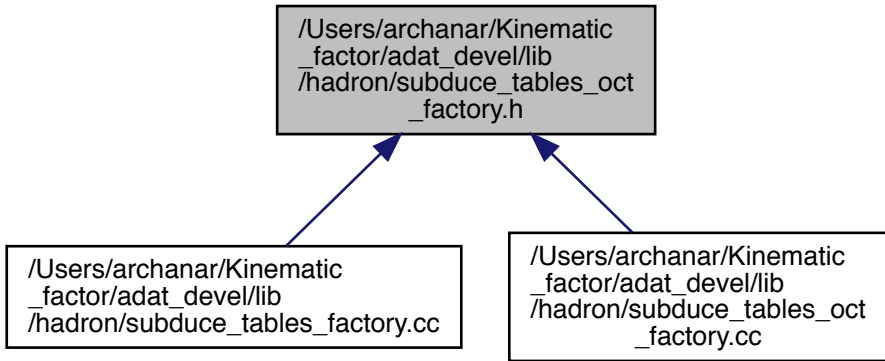 /Users/archanar/Kinematic
_factor/adat_devel/lib
/hadron/subduce_tables_oct
_factory.h
/Users/archanar/Kinematic
_factor/adat_devel/lib
/hadron/subduce_tables_factory.cc
/Users/archanar/Kinematic
_factor/adat_devel/lib
/hadron/subduce_tables_oct
_factory.cc